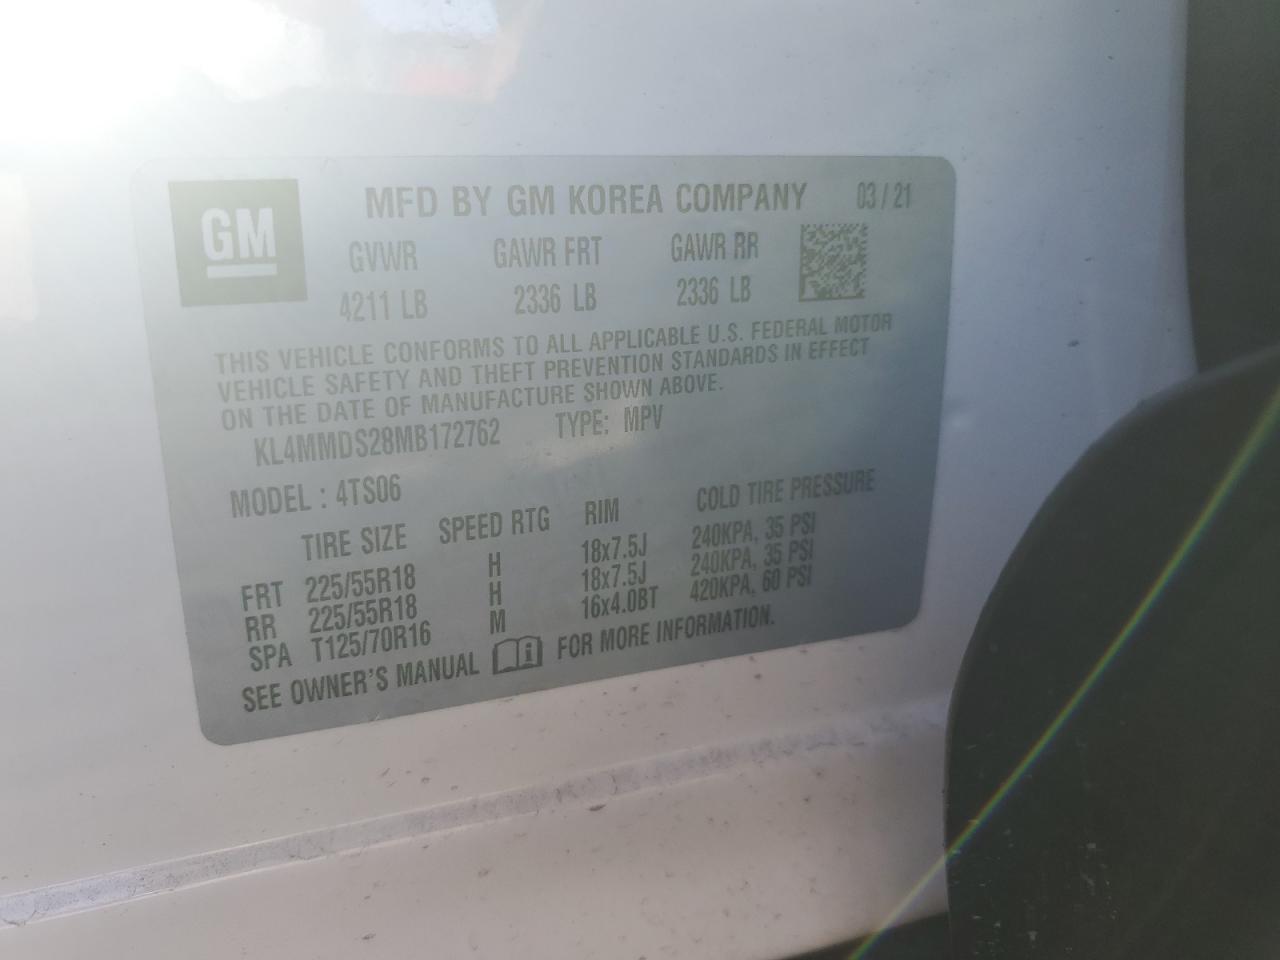 GM
MFD BY GM KOREA COMPANY 03 / 21
GVWR GAWR FRT GAWR RR
4211 LB 2336 LB 2336 LB
THIS VEHICLE CONFORMS TO ALL APPLICABLE U.S. FEDERAL MOTOR
VEHICLE SAFETY AND THEFT PREVENTION STANDARDS IN EFFECT
ON THE DATE OF MANUFACTURE SHOWN ABOVE.
KL4MMDS28MB172762 TYPE: MPV
MODEL : 4TS06
TIRE SIZE SPEED RTG RIM COLD TIRE PRESSURE
FRT 225/55R18 H 18x7.5J 240KPA, 35 PSI
RR 225/55R18 H 18x7.5J 240KPA, 35 PSI
SPA T125/70R16 M 16x4.0BT 420KPA, 60 PSI
SEE OWNER'S MANUAL i FOR MORE INFORMATION.